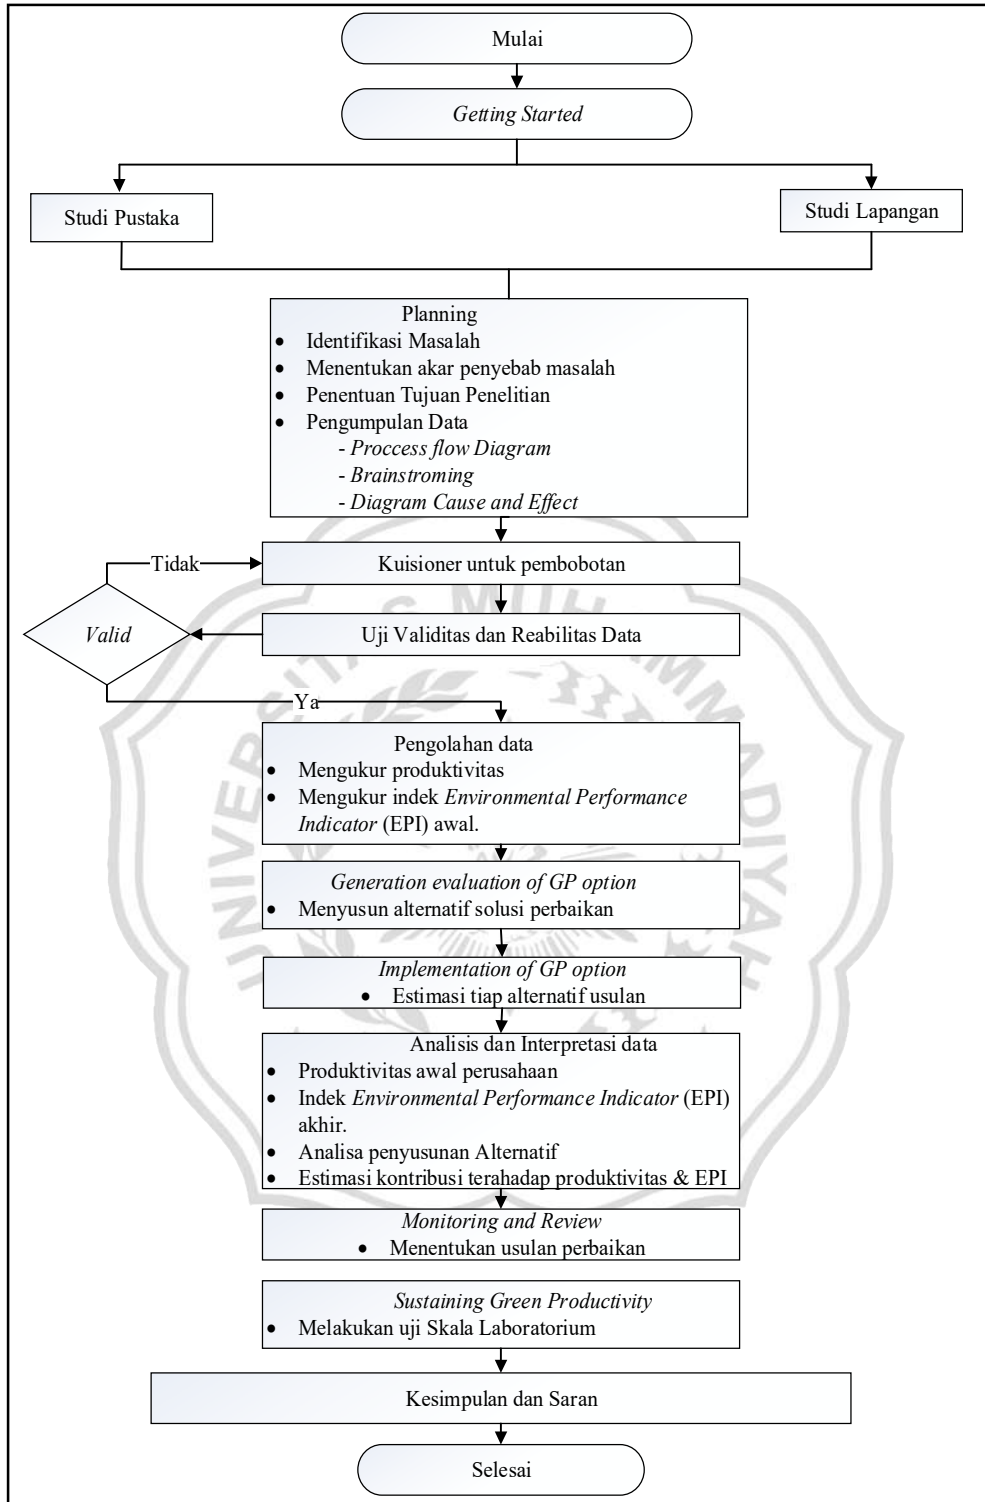 Mulai
Getting Started
Studi Pustaka
Studi Lapangan
Planning
• Identifikasi Masalah
• Menentukan akar penyebab masalah
• Penentuan Tujuan Penelitian
• Pengumpulan Data
- Proccess flow Diagram
- Brainstroming
- Diagram Cause and Effect
Tidak
Kuisioner untuk pembobotan
Valid
Uji Validitas dan Reabilitas Data
Ya
Pengolahan data
• Mengukur produktivitas
• Mengukur indek Environmental Performance
Indicator (EPI) awal.
Generation evaluation of GP option
• Menyusun alternatif solusi perbaikan
Implementation of GP option
• Estimasi tiap alternatif usulan
Analisis dan Interpretasi data
• Produktivitas awal perusahaan
• Indek Environmental Performance Indicator (EPI)
akhir.
• Analisa penyusunan Alternatif
• Estimasi kontribusi terahadap produktivitas & EPI
Monitoring and Review
• Menentukan usulan perbaikan
Sustaining Green Productivity
• Melakukan uji Skala Laboratorium
Kesimpulan dan Saran
Selesai
UNIVERSITAS MUHAMMADIYAH